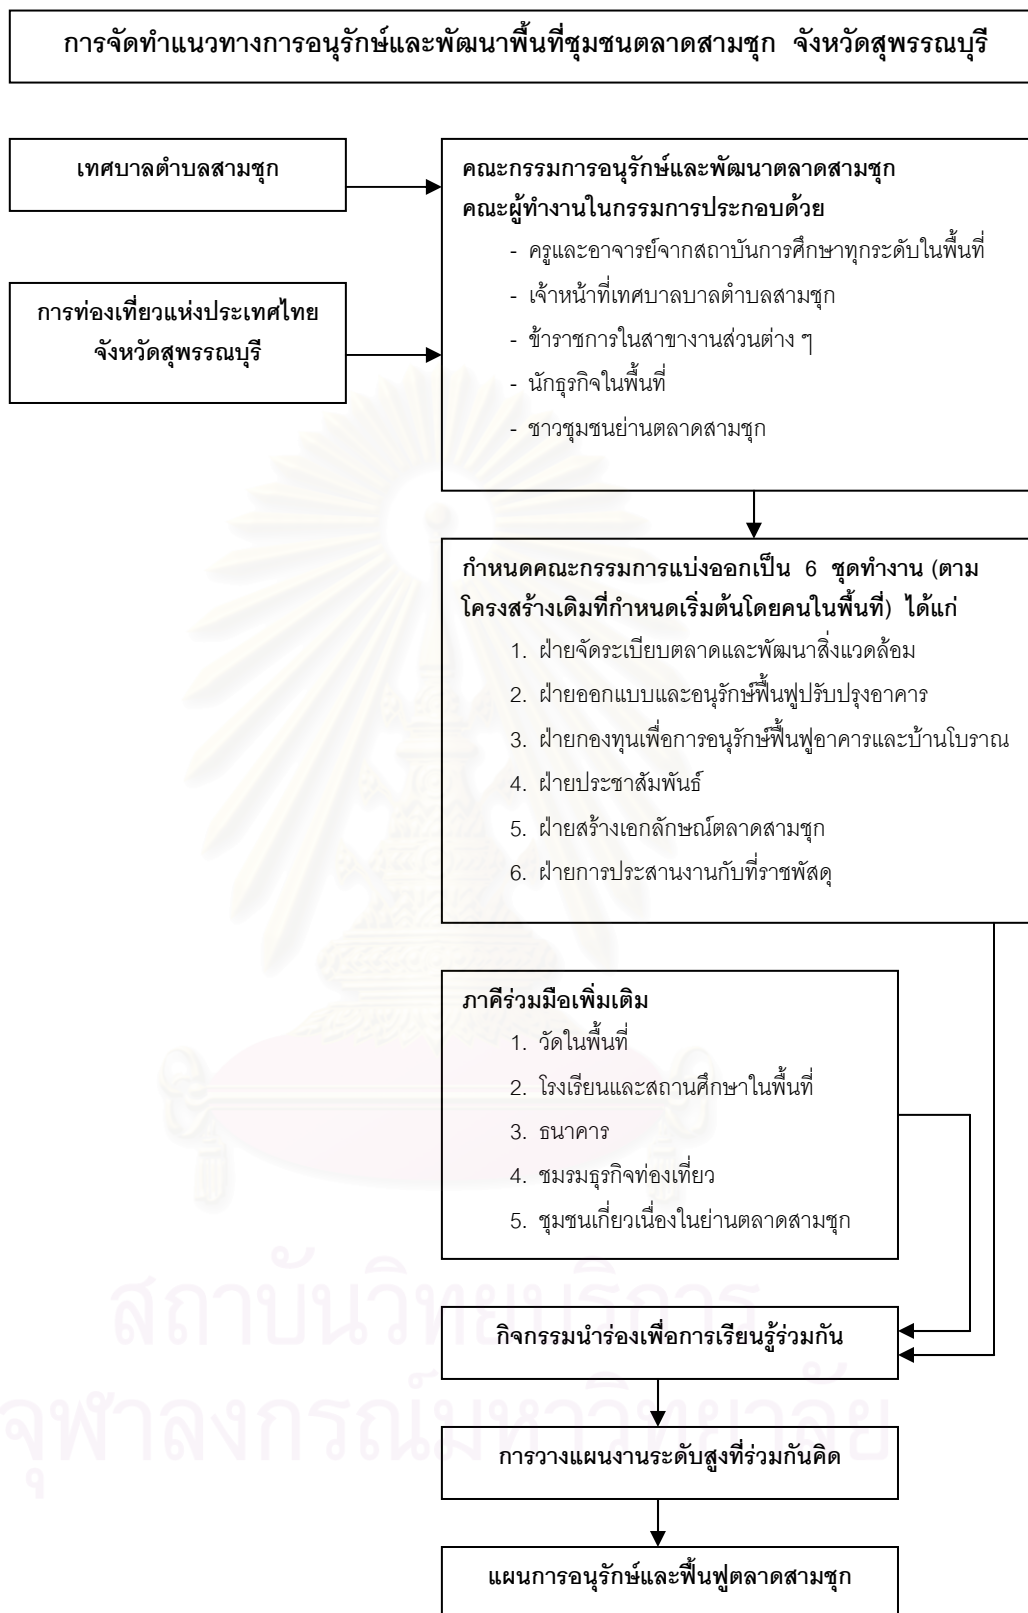 การจัดทำแนวทางการอนุรักษ์และพัฒนาพื้นที่ชุมชนตลาดสามชุก จังหวัดสุพรรณบุรี
เทศบาลตำบลสามชุก
การท่องเที่ยวแห่งประเทศไทย
จังหวัดสุพรรณบุรี
คณะกรรมการอนุรักษ์และพัฒนาตลาดสามชุก
คณะผู้ทำงานในกรรมการประกอบด้วย
- ครูและอาจารย์จากสถาบันการศึกษาทุกระดับในพื้นที่
- เจ้าหน้าที่เทศบาลบาลตำบลสามชุก
- ข้าราชการในสาขางานส่วนต่าง ๆ
- นักธุรกิจในพื้นที่
- ชาวชุมชนย่านตลาดสามชุก
กำหนดคณะกรรมการแบ่งออกเป็น 6 ชุดทำงาน (ตาม
โครงสร้างเดิมที่กำหนดเริ่มต้นโดยคนในพื้นที่) ได้แก่
1. ฝ่ายจัดระเบียบตลาดและพัฒนาสิ่งแวดล้อม
2. ฝ่ายออกแบบและอนุรักษ์ฟื้นฟูปรับปรุงอาคาร
3. ฝ่ายกองทุนเพื่อการอนุรักษ์ฟื้นฟูอาคารและบ้านโบราณ
4. ฝ่ายประชาสัมพันธ์
5. ฝ่ายสร้างเอกลักษณ์ตลาดสามชุก
6. ฝ่ายการประสานงานกับที่ราชพัสดุ
ภาคีร่วมมือเพิ่มเติม
1. วัดในพื้นที่
2. โรงเรียนและสถานศึกษาในพื้นที่
3. ธนาคาร
4. ชมรมธุรกิจท่องเที่ยว
5. ชุมชนเกี่ยวเนื่องในย่านตลาดสามชุก
กิจกรรมนำร่องเพื่อการเรียนรู้ร่วมกัน
การวางแผนงานระดับสูงที่ร่วมกันคิด
แผนการอนุรักษ์และฟื้นฟูตลาดสามชุก
สถาบันวิทยบริการ
จุฬาลงกรณ์มหาวิทยาลัย